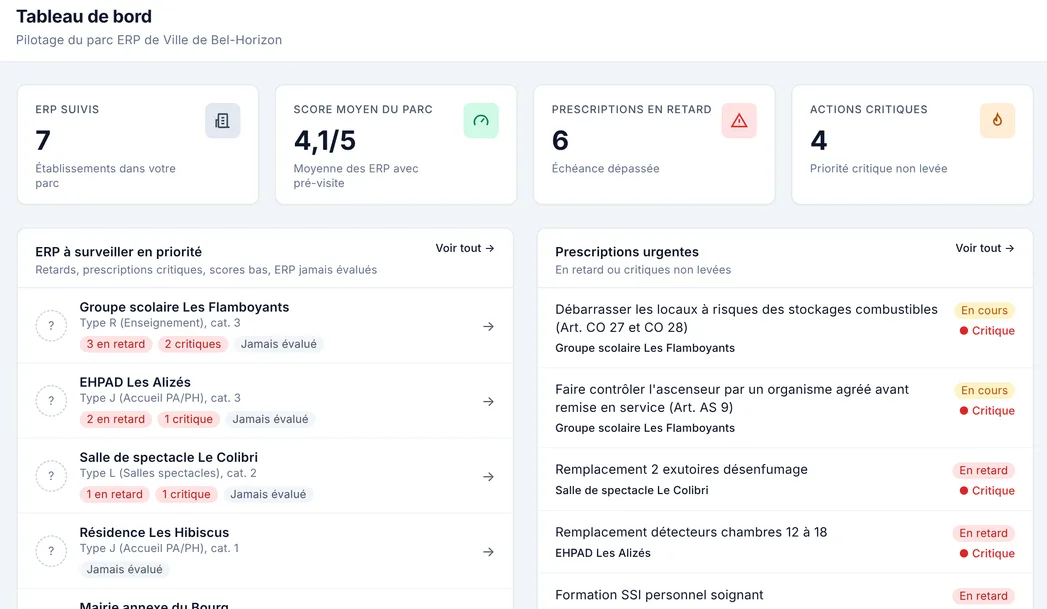 Tableau de bord
Pilotage du parc ERP de Ville de Bel-Horizon
ERP SUIVIS
7
Établissements dans votre
parc
SCORE MOYEN DU PARC
4,1/5
Moyenne des ERP avec
pré-visite
PRESCRIPTIONS EN RETARD
6
Échéance dépassée
ACTIONS CRITIQUES
4
Priorité critique non levée
ERP à surveiller en priorité
Voir tout →
Retards, prescriptions critiques, scores bas, ERP jamais évalués
?
Groupe scolaire Les Flamboyants
Type R (Enseignement), cat. 3
3 en retard 2 critiques Jamais évalué
→
?
EHPAD Les Alizés
Type J (Accueil PA/PH), cat. 3
2 en retard 1 critique Jamais évalué
→
?
Salle de spectacle Le Colibri
Type L (Salles spectacles), cat. 2
1 en retard 1 critique Jamais évalué
→
?
Résidence Les Hibiscus
Type J (Accueil PA/PH), cat. 1
Jamais évalué
→
Mairie annexe du Bourg
Prescriptions urgentes
Voir tout →
En retard ou critiques non levées
Débarrasser les locaux à risques des stockages combustibles
(Art. CO 27 et CO 28)
Groupe scolaire Les Flamboyants
En cours
Critique
Faire contrôler l'ascenseur par un organisme agréé avant
remise en service (Art. AS 9)
Groupe scolaire Les Flamboyants
En cours
Critique
Remplacement 2 exutoires désenfumage
Salle de spectacle Le Colibri
En retard
Critique
Remplacement détecteurs chambres 12 à 18
EHPAD Les Alizés
En retard
Critique
Formation SSI personnel soignant
En retard